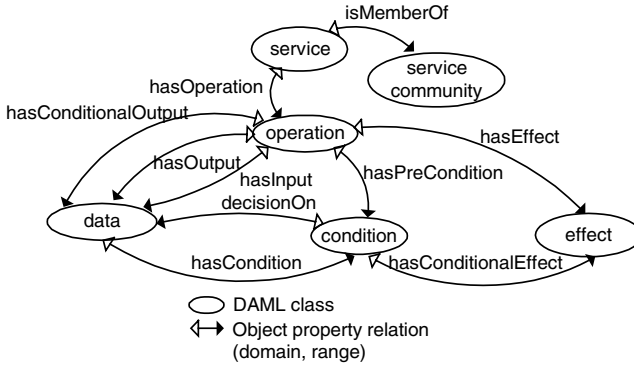 isMemberOf
service
service
community
hasOperation
hasConditionalOutput
operation
hasEffect
hasOutput
hasPreCondition
hasInput
decisionOn
data
condition
effect
hasCondition
hasConditionalEffect
DAML class
Object property relation
(domain, range)